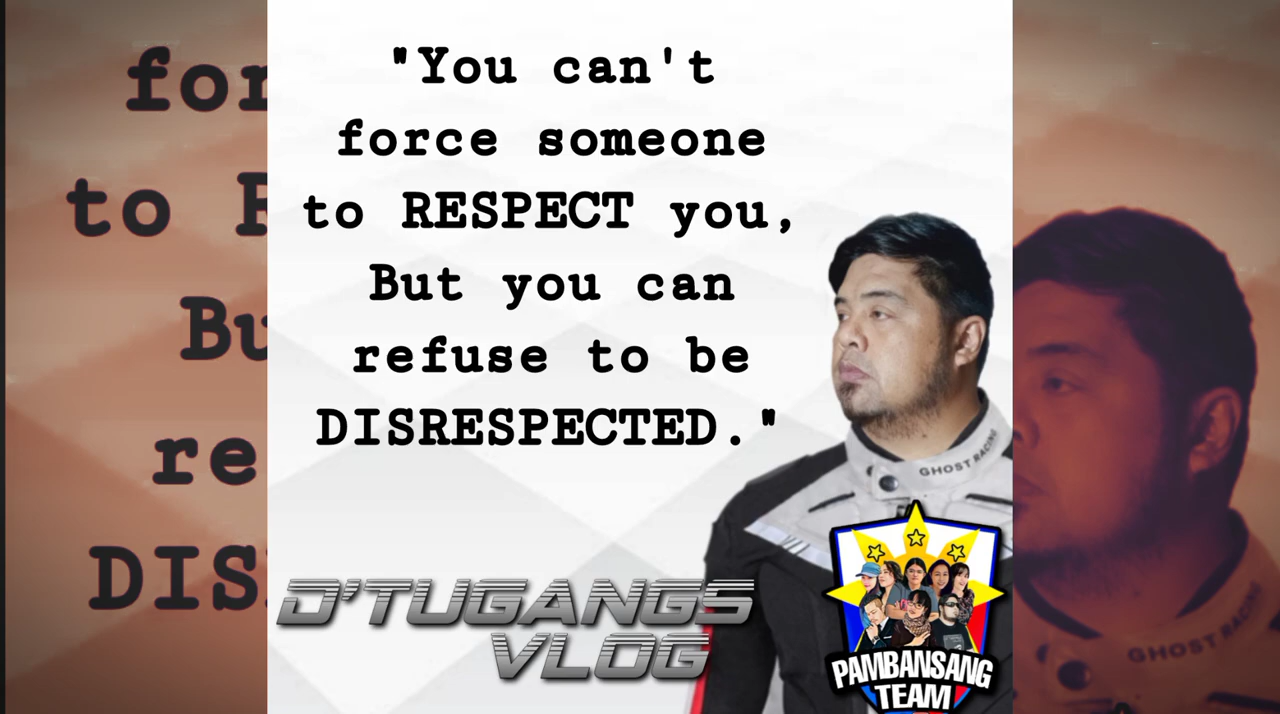 "You can't
force someone
to RESPECT you,
But you can
refuse to be
DISRESPECTED."
GHOST RACING
D'TUGANGS
VLOG
PAMBANSANG
TEAM
for
to R
Bu
re
DIS
GHOST RACING